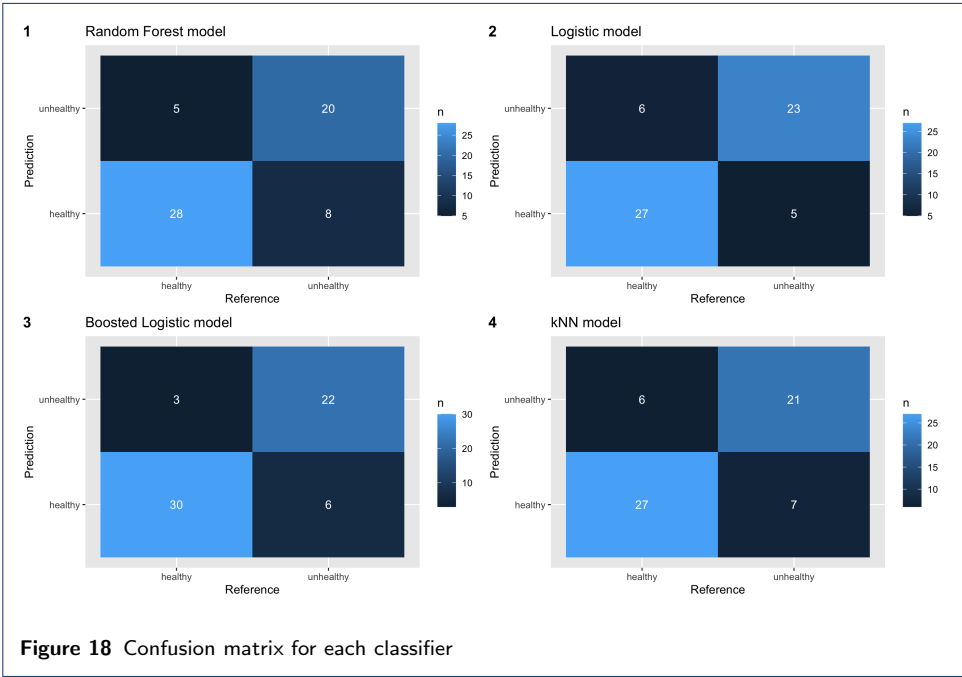 1 Random Forest model
unhealthy
healthy
Prediction
5 20
28 8
healthy unhealthy
Reference
n
25
20
15
10
5
2 Logistic model
unhealthy
healthy
Prediction
6 23
27 5
healthy unhealthy
Reference
n
25
20
15
10
5
3 Boosted Logistic model
unhealthy
healthy
Prediction
3 22
30 6
healthy unhealthy
Reference
n
30
20
10
4 kNN model
unhealthy
healthy
Prediction
6 21
27 7
healthy unhealthy
Reference
n
25
20
15
10
Figure 18 Confusion matrix for each classifier